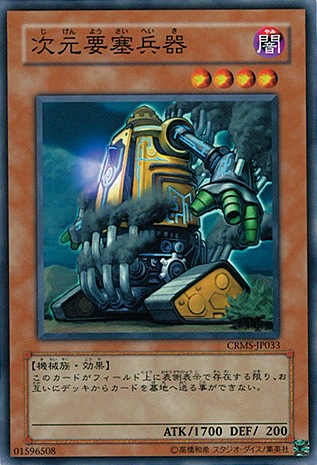 次元要塞兵器
闇
CRMS-JP033
【機械族・効果】
このカードがフィールド上に表側表示で存在する限り、お
互いにデッキからカードを墓地へ送る事ができない。
ATK/1700 DEF/ 200
01596508
©高橋和希 スタジオ・ダイス/集英社